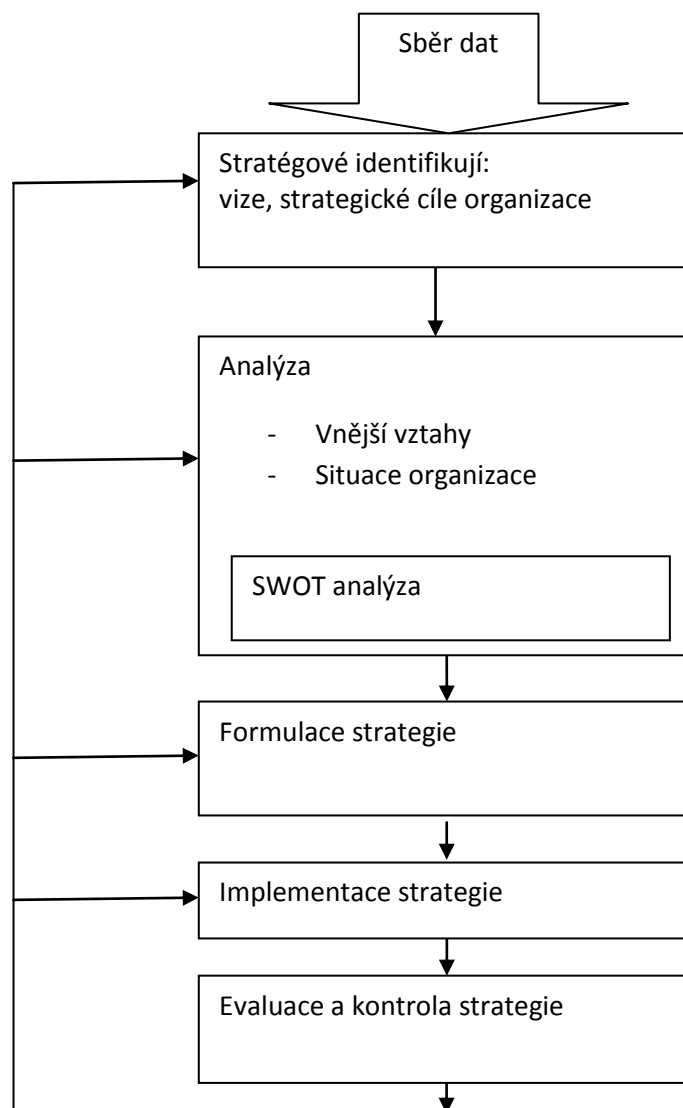 Sběr dat
Stratégové identifikují:
vize, strategické cíle organizace
Analýza
- Vnější vztahy
- Situace organizace
SWOT analýza
Formulace strategie
Implementace strategie
Evaluace a kontrola strategie